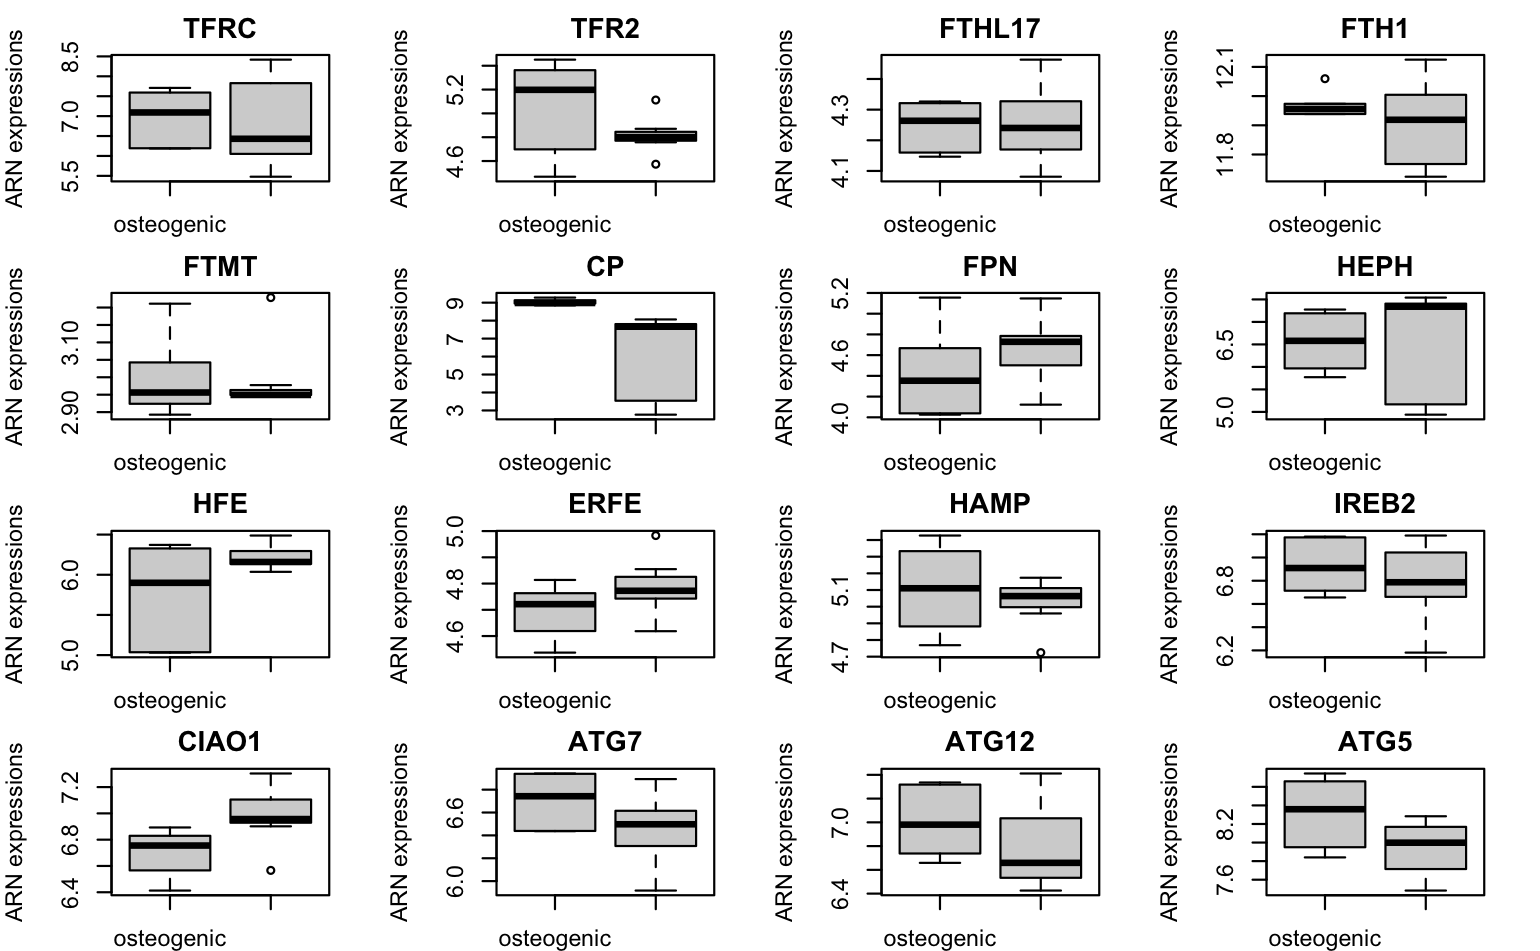 TFRC TFR2 FTHL17 FTH1
ARN expressions ARN expressions ARN expressions ARN expressions
8.5 7.0 5.5 5.2 4.6 4.3 4.1 12.1 11.8
osteogenic osteogenic osteogenic osteogenic
FTMT CP FPN HEPH
ARN expressions ARN expressions ARN expressions ARN expressions
3.10 2.90 9 7 5 3 5.2 4.6 4.0 6.5 5.0
osteogenic osteogenic osteogenic osteogenic
HFE ERFE HAMP IREB2
ARN expressions ARN expressions ARN expressions ARN expressions
6.0 5.0 5.0 4.8 4.6 5.1 4.7 6.8 6.2
osteogenic osteogenic osteogenic osteogenic
CIAO1 ATG7 ATG12 ATG5
ARN expressions ARN expressions ARN expressions ARN expressions
7.2 6.8 6.4 6.6 6.0 7.0 6.4 8.2 7.6
osteogenic osteogenic osteogenic osteogenic